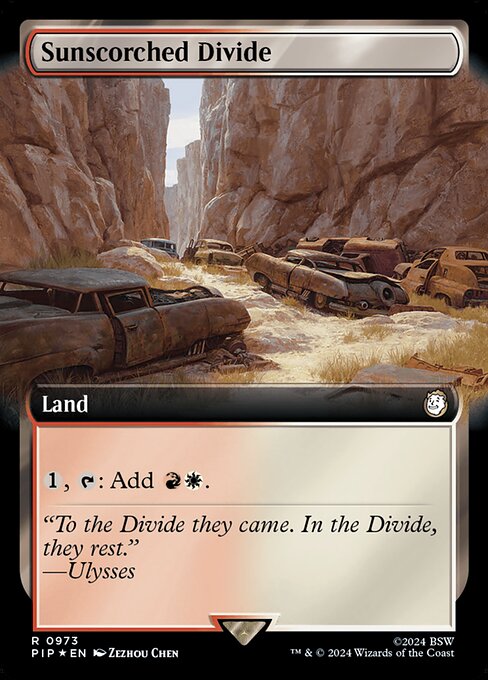 Sunscorched Divide
Land
1, T: Add RW.
“To the Divide they came. In the Divide,
they rest.”
—Ulysses
R 0973
PIP★EN Zezhou Chen
©2024 BSW
™ & © 2024 Wizards of the Coast